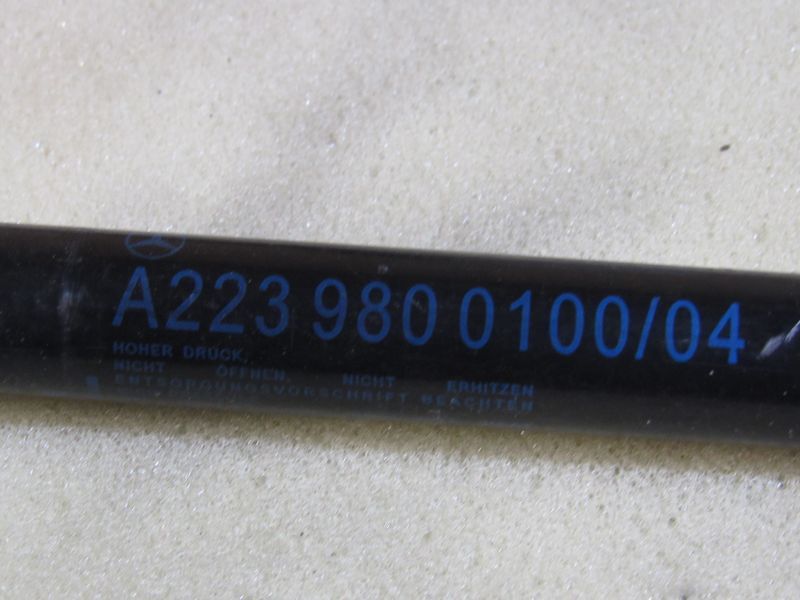 A223 980 0100/04
HOHER DRUCK,
NICHT ÖFFNEN NICHT ERHITZEN
ENTSORGUNGSVORSCHRIFT BEACHTEN